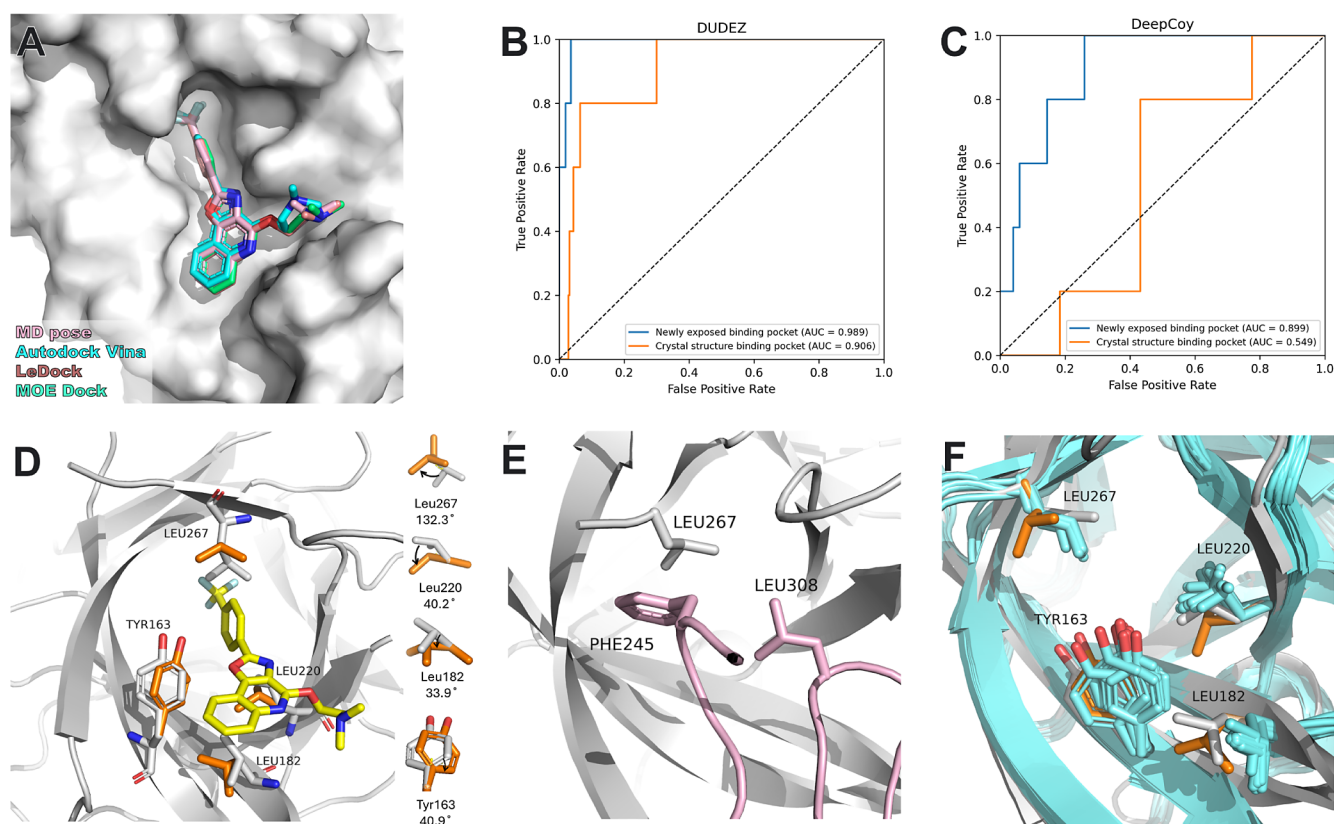 A
MD pose
Autodock Vina
LeDock
MOE Dock
B
DUDEZ
True Positive Rate
1.0
0.8
0.6
0.4
0.2
0.0
0.0 0.2 0.4 0.6 0.8 1.0
False Positive Rate
Newly exposed binding pocket (AUC = 0.989)
Crystal structure binding pocket (AUC = 0.906)
C
DeepCoy
True Positive Rate
1.0
0.8
0.6
0.4
0.2
0.0
0.0 0.2 0.4 0.6 0.8 1.0
False Positive Rate
Newly exposed binding pocket (AUC = 0.899)
Crystal structure binding pocket (AUC = 0.549)
D
LEU267
TYR163
LEU220
LEU182
Leu267
132.3°
Leu220
40.2°
Leu182
33.9°
Tyr163
40.9°
E
LEU267
LEU308
PHE245
F
LEU267
LEU220
TYR163
LEU182